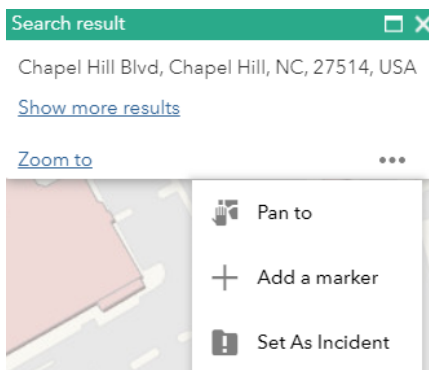 Search result
Chapel Hill Blvd, Chapel Hill, NC, 27514, USA
Show more results
Zoom to
Pan to
Add a marker
Set As Incident